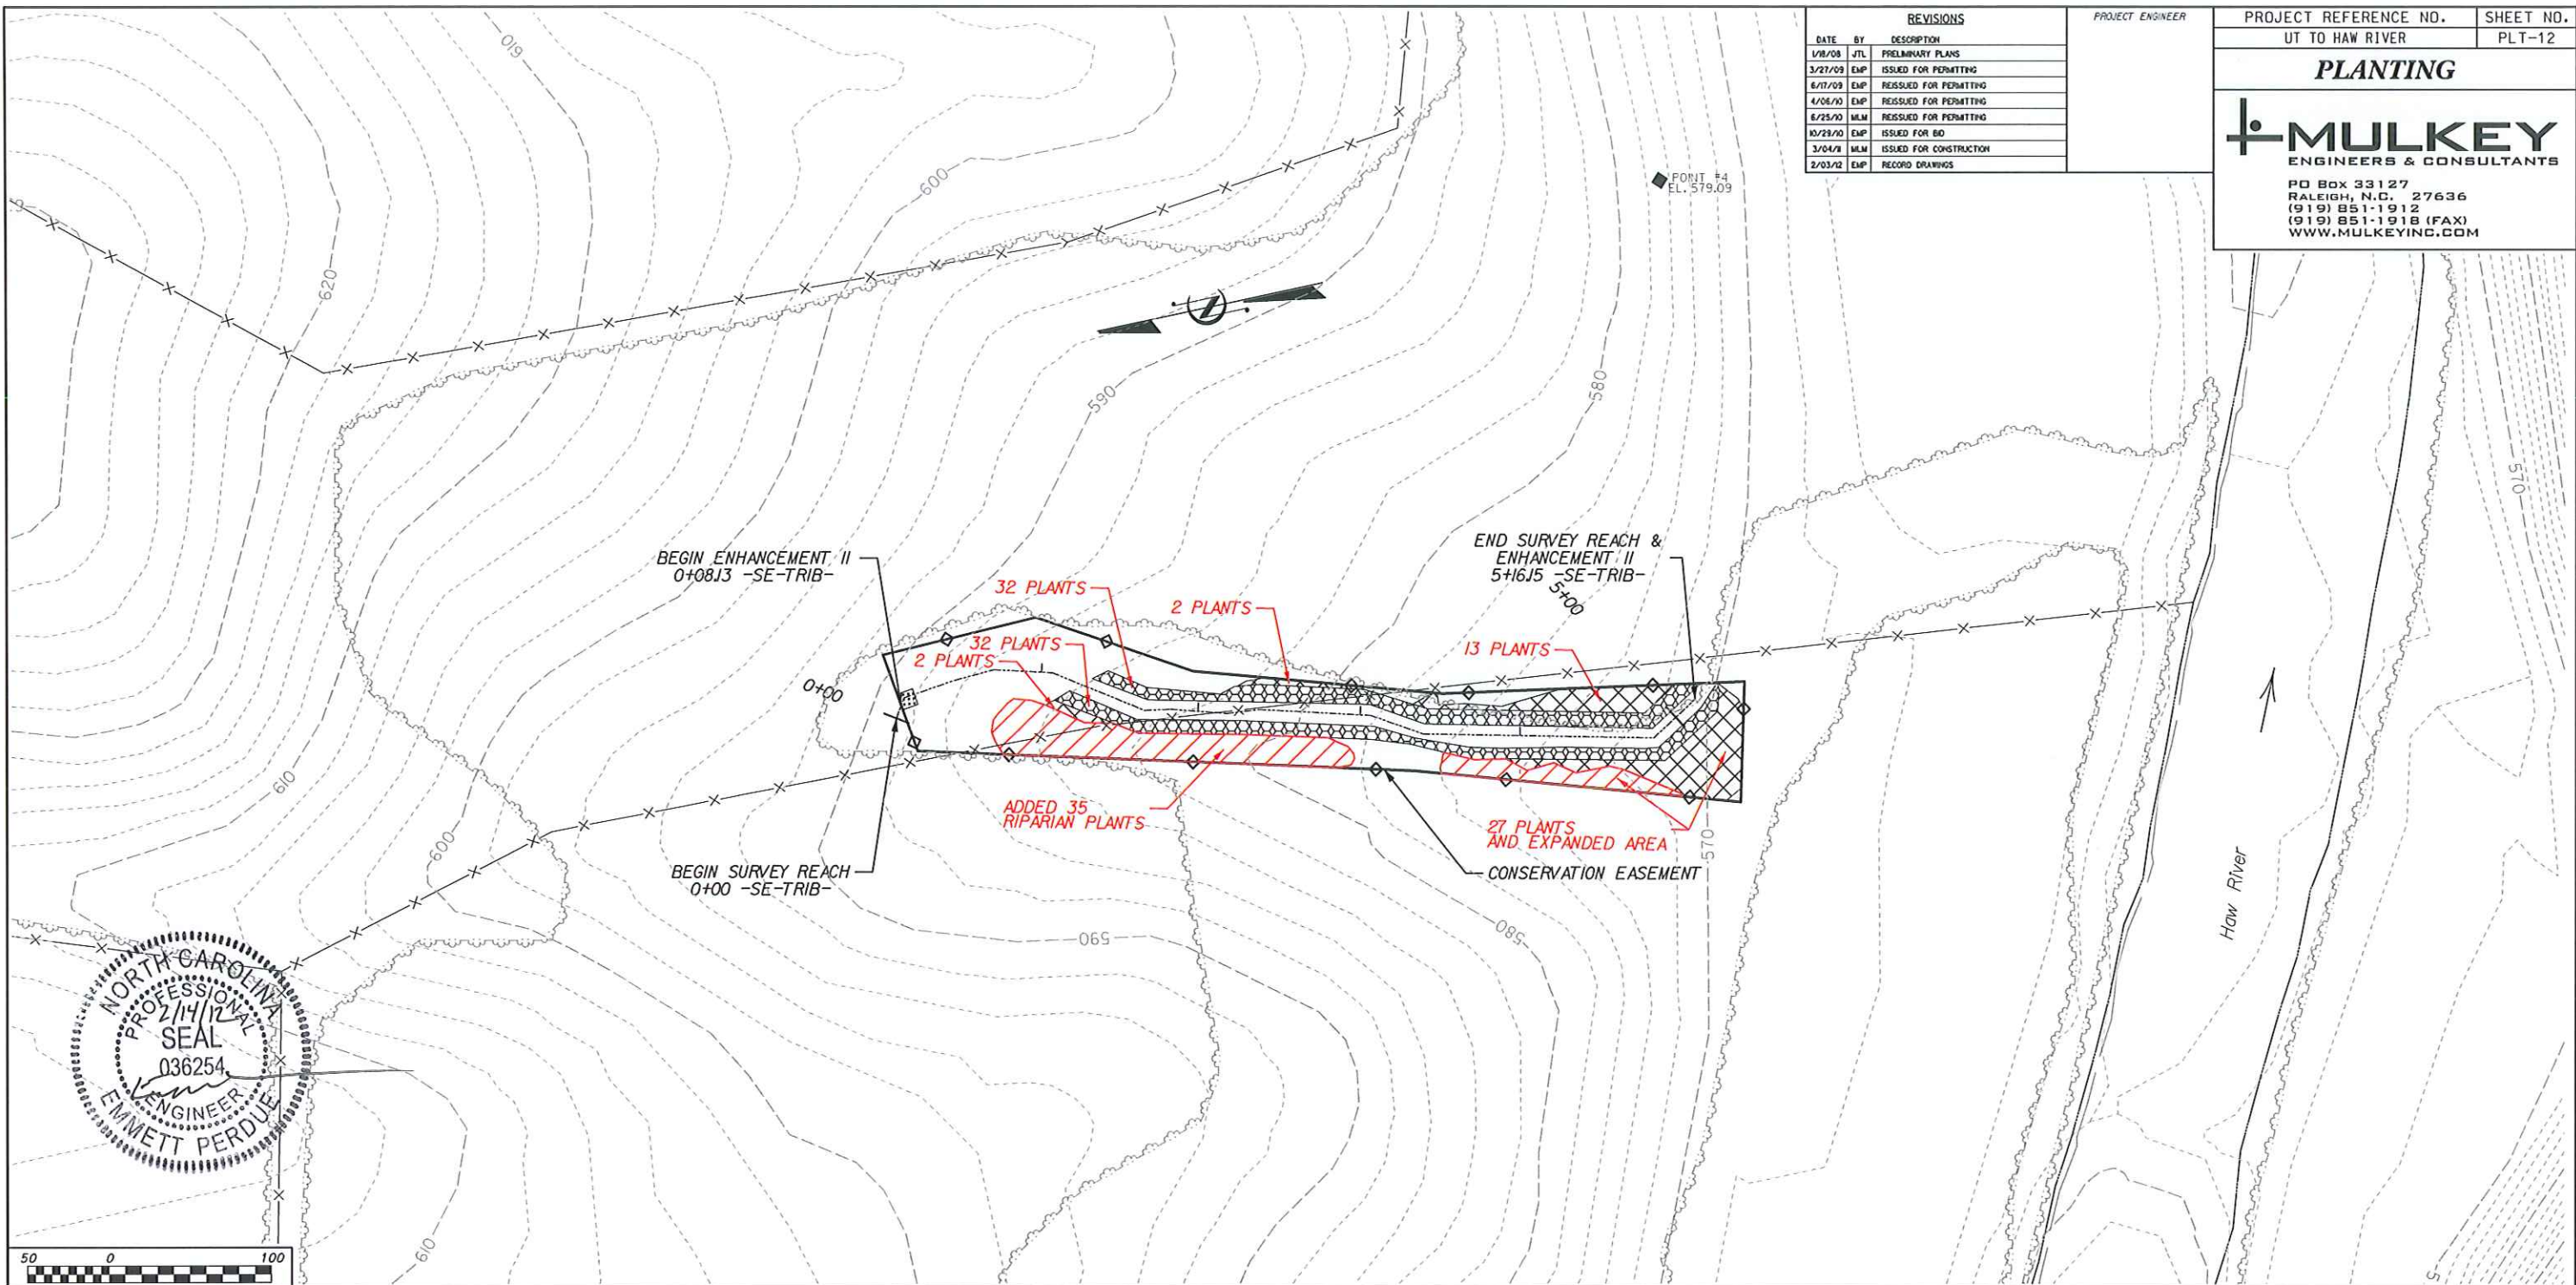 REVISIONS
DATE BY DESCRIPTION
1/18/08 JTL PRELIMINARY PLANS
3/27/09 EMP ISSUED FOR PERMITTING
6/17/09 EMP REISSUED FOR PERMITTING
4/06/10 EMP REISSUED FOR PERMITTING
6/25/10 MLM REISSUED FOR PERMITTING
10/29/10 EMP ISSUED FOR BID
3/04/11 MLM ISSUED FOR CONSTRUCTION
2/03/12 EMP RECORD DRAWINGS
PROJECT ENGINEER
PROJECT REFERENCE NO. SHEET NO.
UT TO HAW RIVER PLT-12
PLANTING
MULKEY
ENGINEERS & CONSULTANTS
PO BOX 33127
RALEIGH, N.C. 27636
(919) 851-1912
(919) 851-1918 (FAX)
WWW.MULKEYINC.COM
610
600
620
POINT #4
EL. 579.09
590
580
570
BEGIN ENHANCEMENT II
0+08.13 -SE-TRIB-
END SURVEY REACH &
ENHANCEMENT II
5+16.15 -SE-TRIB-
5+00
32 PLANTS
2 PLANTS
32 PLANTS
2 PLANTS
13 PLANTS
0+00
ADDED 35
RIPARIAN PLANTS
27 PLANTS
AND EXPANDED AREA
CONSERVATION EASEMENT
BEGIN SURVEY REACH
0+00 -SE-TRIB-
610
600
570
590
580
610
Haw River
NORTH CAROLINA
PROFESSIONAL
2/14/12
SEAL
036254
ENGINEER
EMMETT PERDUE
50 0 100